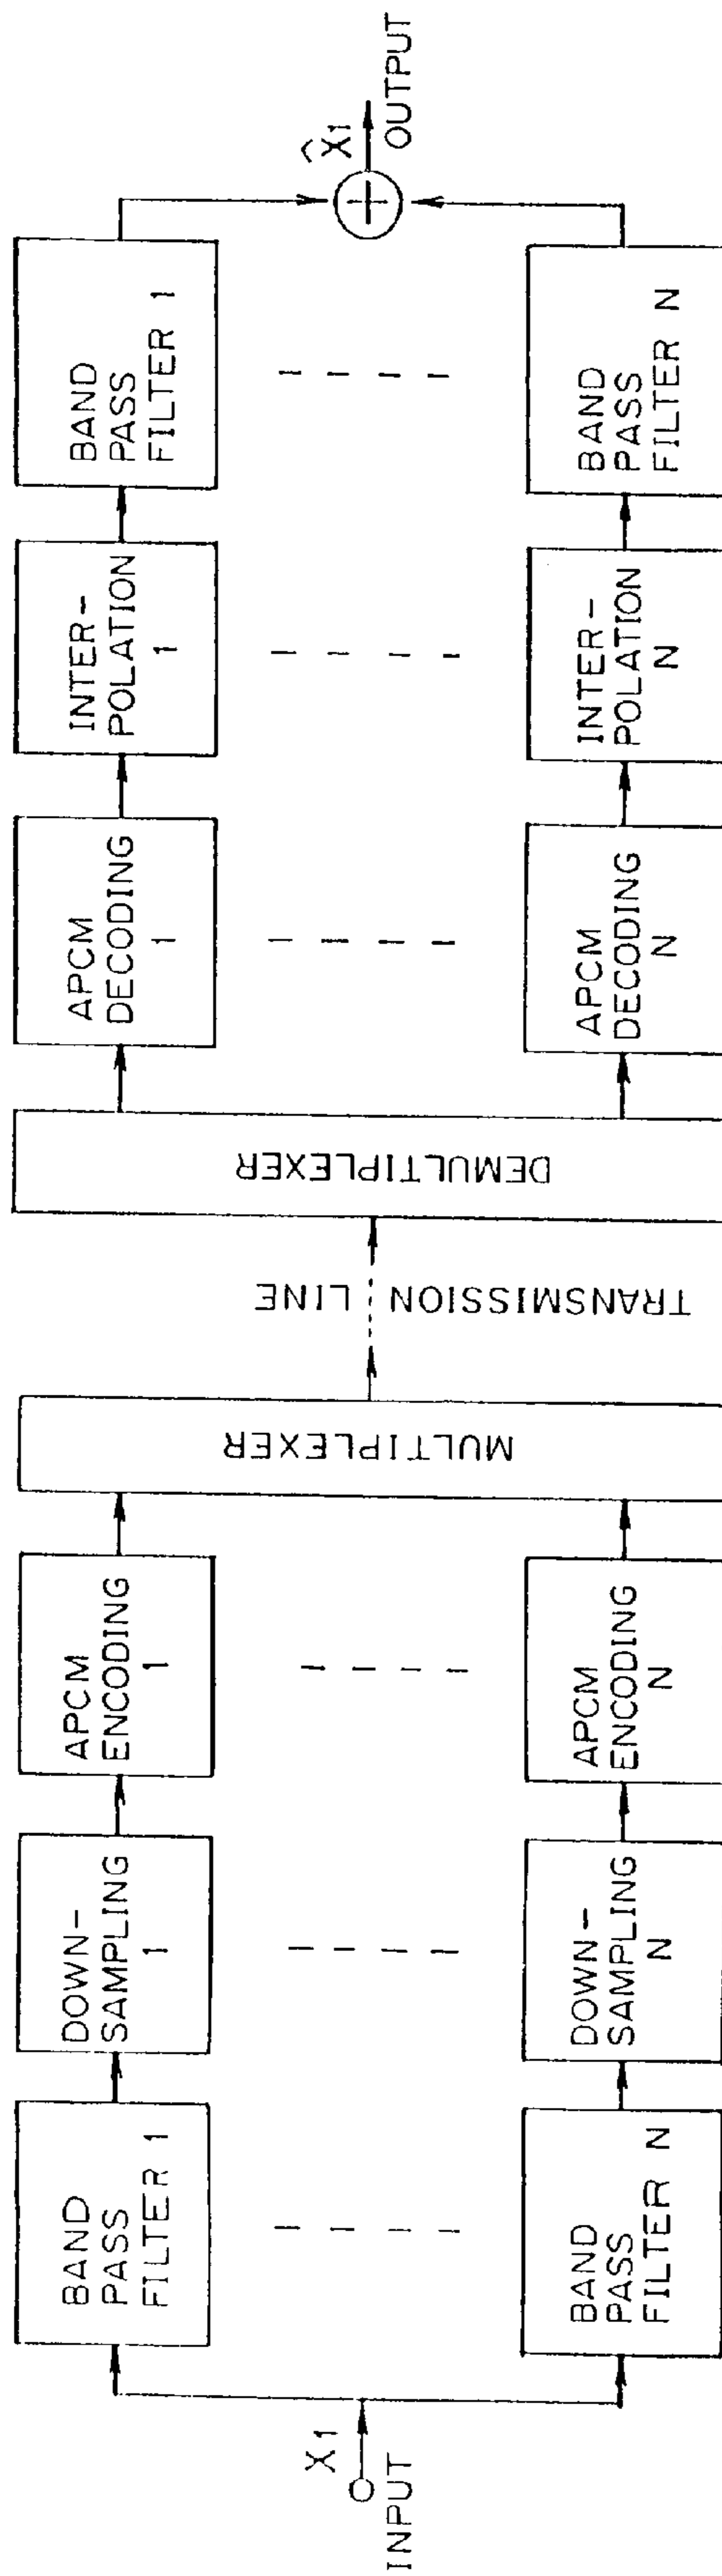 INPUT
X1
BAND
PASS
FILTER 1
DOWN-
SAMPLING
1
APCM
ENCODING
1
BAND
PASS
FILTER N
DOWN-
SAMPLING
N
APCM
ENCODING
N
MULTIPLEXER
TRANSMISSION
LINE
DEMULTIPLEXER
APCM
DECODING
1
INTER-
POLATION
1
BAND
PASS
FILTER 1
APCM
DECODING
N
INTER-
POLATION
N
BAND
PASS
FILTER N
+
X̂1
OUTPUT